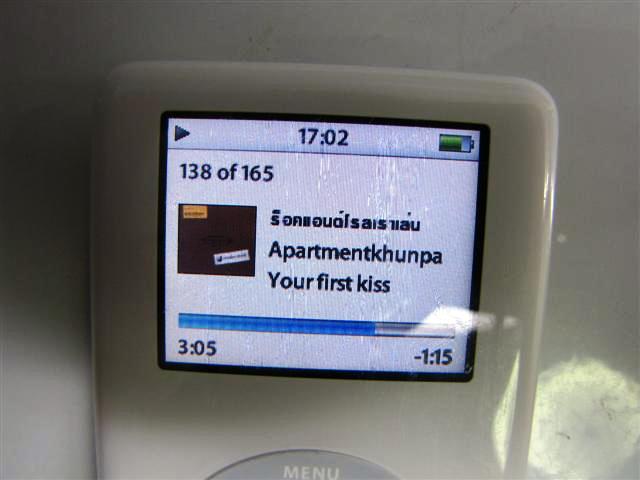 17:02
138 of 165
ร็อคแอนด์โรลเราเล่น
Apartmentkhunpa
Your first kiss
3:05
-1:15
MENU